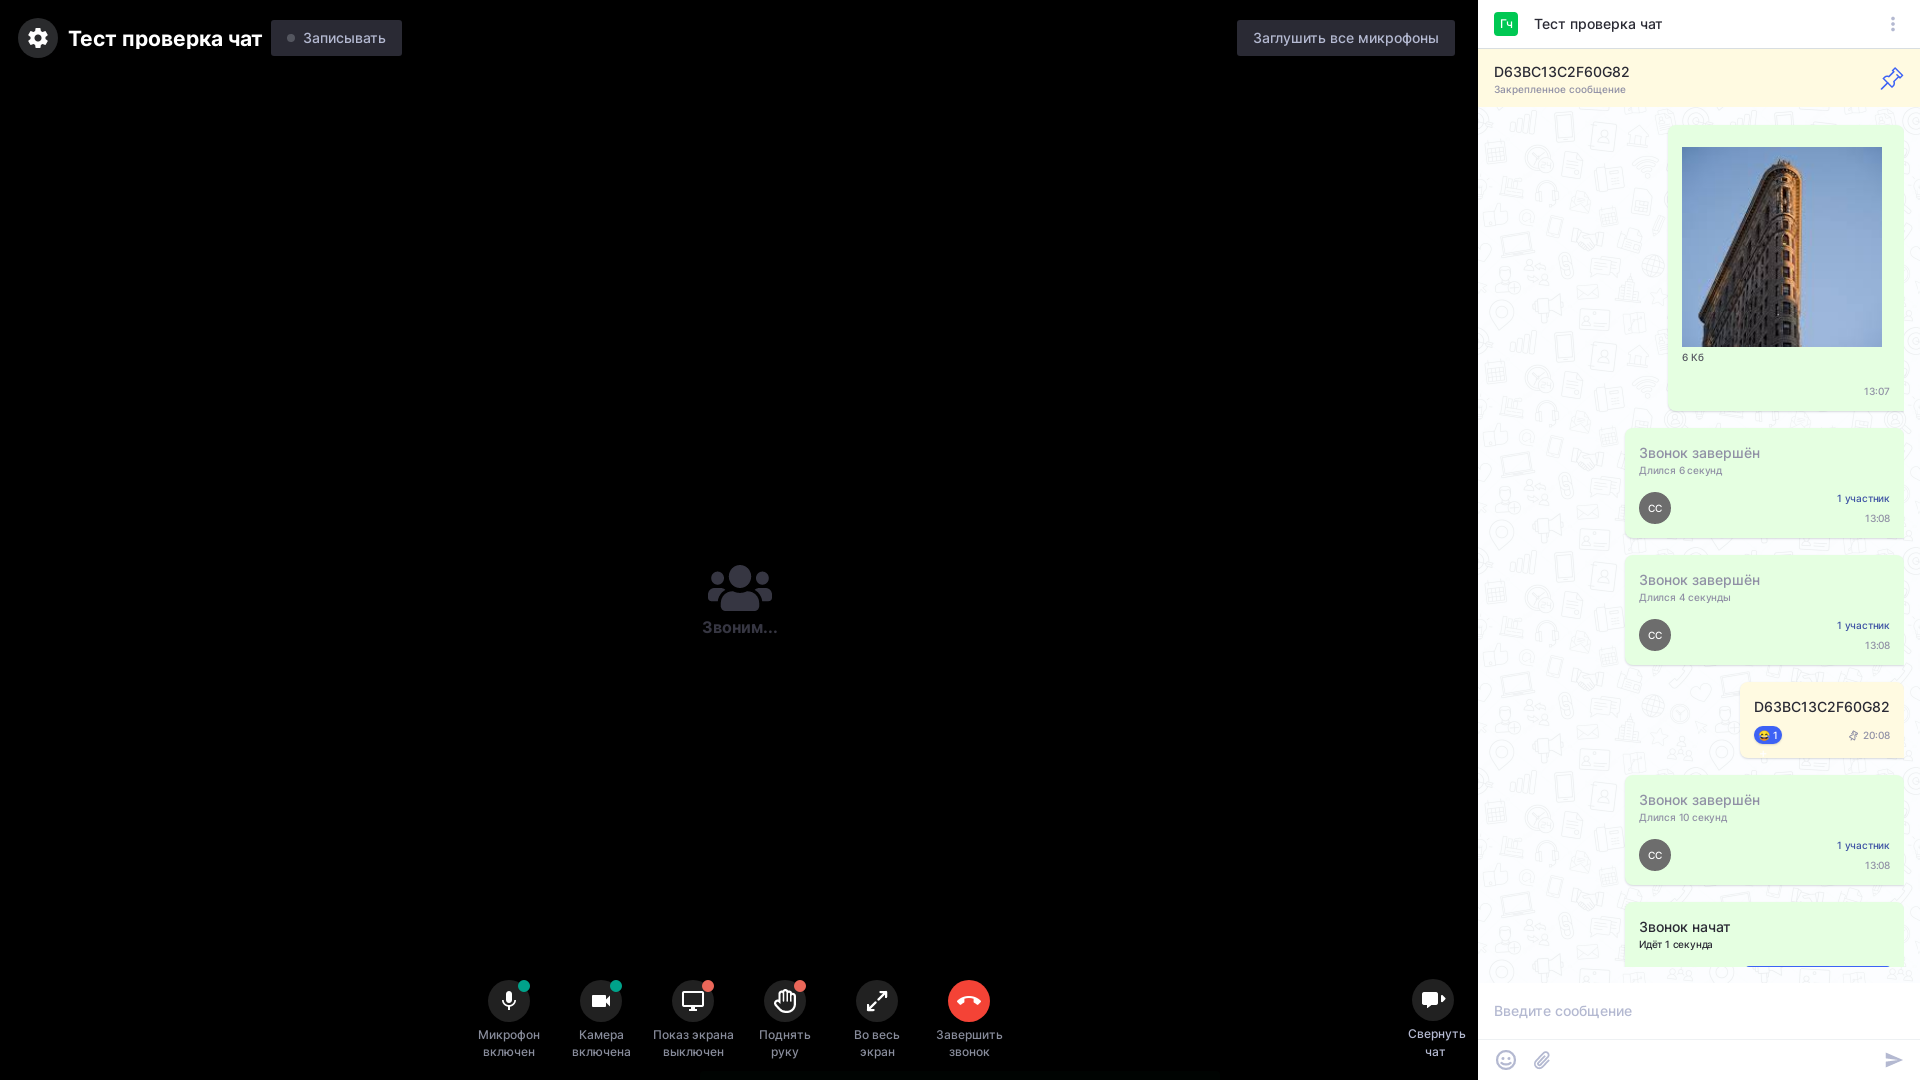 Тест проверка чат
Записывать
Заглушить все микрофоны
Звоним...
Микрофон включен
Камера включена
Показ экрана выключен
Поднять руку
Во весь экран
Завершить звонок
Свернуть чат
Гч
Тест проверка чат
D63BC13C2F60G82
Закрепленное сообщение
6 Кб
13:07
Звонок завершён
Длился 6 секунд
СС
1 участник
13:08
Звонок завершён
Длился 4 секунды
СС
1 участник
13:08
D63BC13C2F60G82
1
20:08
Звонок завершён
Длился 10 секунд
СС
1 участник
13:08
Звонок начат
Идёт 1 секунда
Введите сообщение